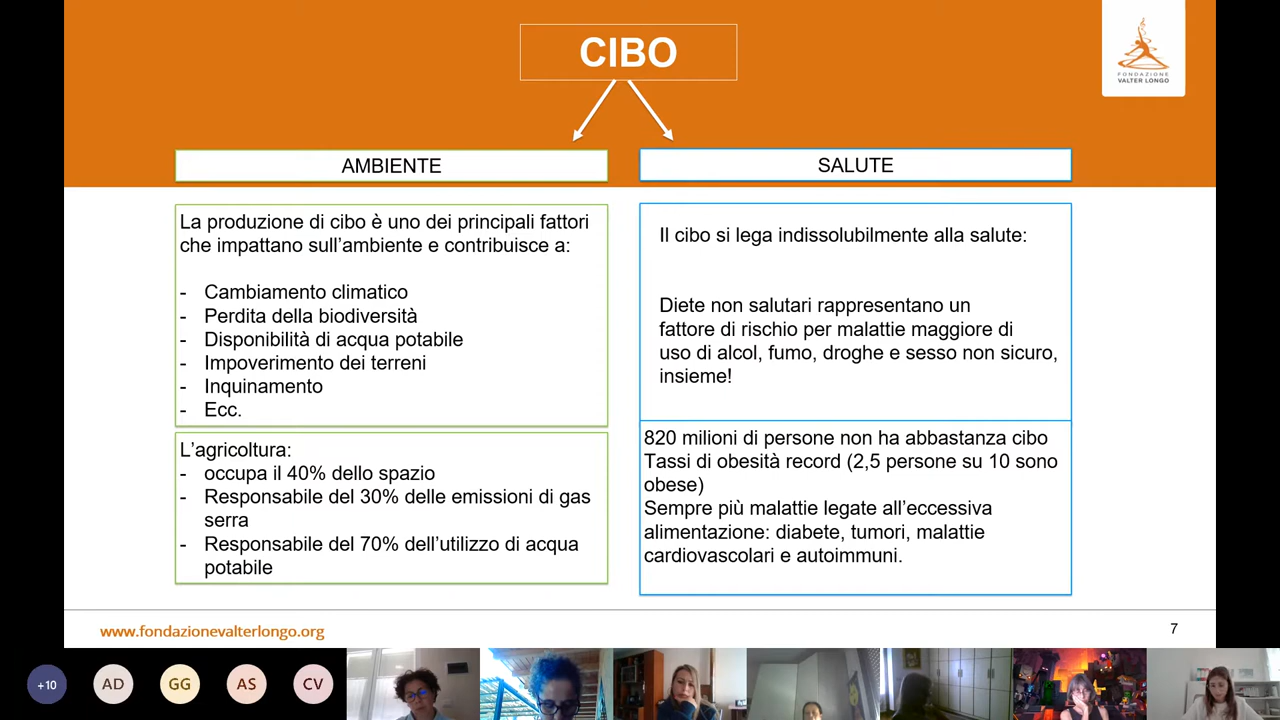 CIBO
FONDAZIONE
VALTER LONGO
AMBIENTE
SALUTE
La produzione di cibo è uno dei principali fattori
che impattano sull’ambiente e contribuisce a:
- Cambiamento climatico
- Perdita della biodiversità
- Disponibilità di acqua potabile
- Impoverimento dei terreni
- Inquinamento
- Ecc.
L’agricoltura:
- occupa il 40% dello spazio
- Responsabile del 30% delle emissioni di gas
serra
- Responsabile del 70% dell’utilizzo di acqua
potabile
Il cibo si lega indissolubilmente alla salute:
Diete non salutari rappresentano un
fattore di rischio per malattie maggiore di
uso di alcol, fumo, droghe e sesso non sicuro,
insieme!
820 milioni di persone non ha abbastanza cibo
Tassi di obesità record (2,5 persone su 10 sono
obese)
Sempre più malattie legate all’eccessiva
alimentazione: diabete, tumori, malattie
cardiovascolari e autoimmuni.
www.fondazionevalterlongo.org
7
+10
AD
GG
AS
CV